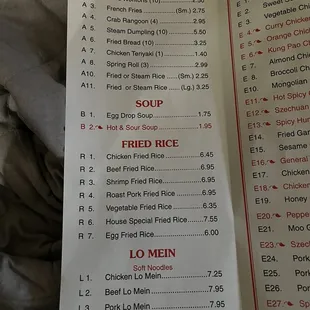 A 3. French Fries (Sm.) 2.75
A 4. Crab Rangoon (4) 2.95
A 5. Steam Dumpling (10) 5.50
A 6. Fried Bread (10) 3.25
A 7. Chicken Teriyaki (1) 1.40
A 8. Spring Roll (3) 2.99
A10. Fried or Steam Rice (Sm.) 2.25
A11. Fried or Steam Rice (Lg.) 3.25
SOUP
B 1. Egg Drop Soup 1.75
B 2. Hot & Sour Soup 1.95
FRIED RICE
R 1. Chicken Fried Rice 6.45
R 2. Beef Fried Rice 6.95
R 3. Shrimp Fried Rice 6.95
R 4. Roast Pork Fried Rice 6.95
R 5. Vegetable Fried Rice 6.35
R 6. House Special Fried Rice 7.55
R 7. Egg Fried Rice 6.00
LO MEIN
Soft Noodles
L 1. Chicken Lo Mein 7.25
L 2. Beef Lo Mein 7.95
L 3. Pork Lo Mein 7.95
E 2. Sweet
E 3. Vegetable Chi
E 4. Curry Chicke
E 5. Orange Chick
E 6. Kung Pao C
E 7. Almond Chi
E 8. Broccoli Ch
E10. Mongolian
E11. Hot Spicy
E12. Szechuan
E13. Spicy Hu
E14. Fried Gar
E15. Sesame
E16. General
E17. Chicken
E18. Chicken
E19. Honey
E20. Peppe
E21. Moo G
E23. Szech
E24. Pork
E25. Pork
E26. Pork
E27. Sp